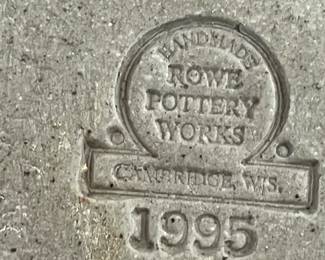 HANDMADE
ROWE
POTTERY
WORKS
CAMBRIDGE, WIS.
1995